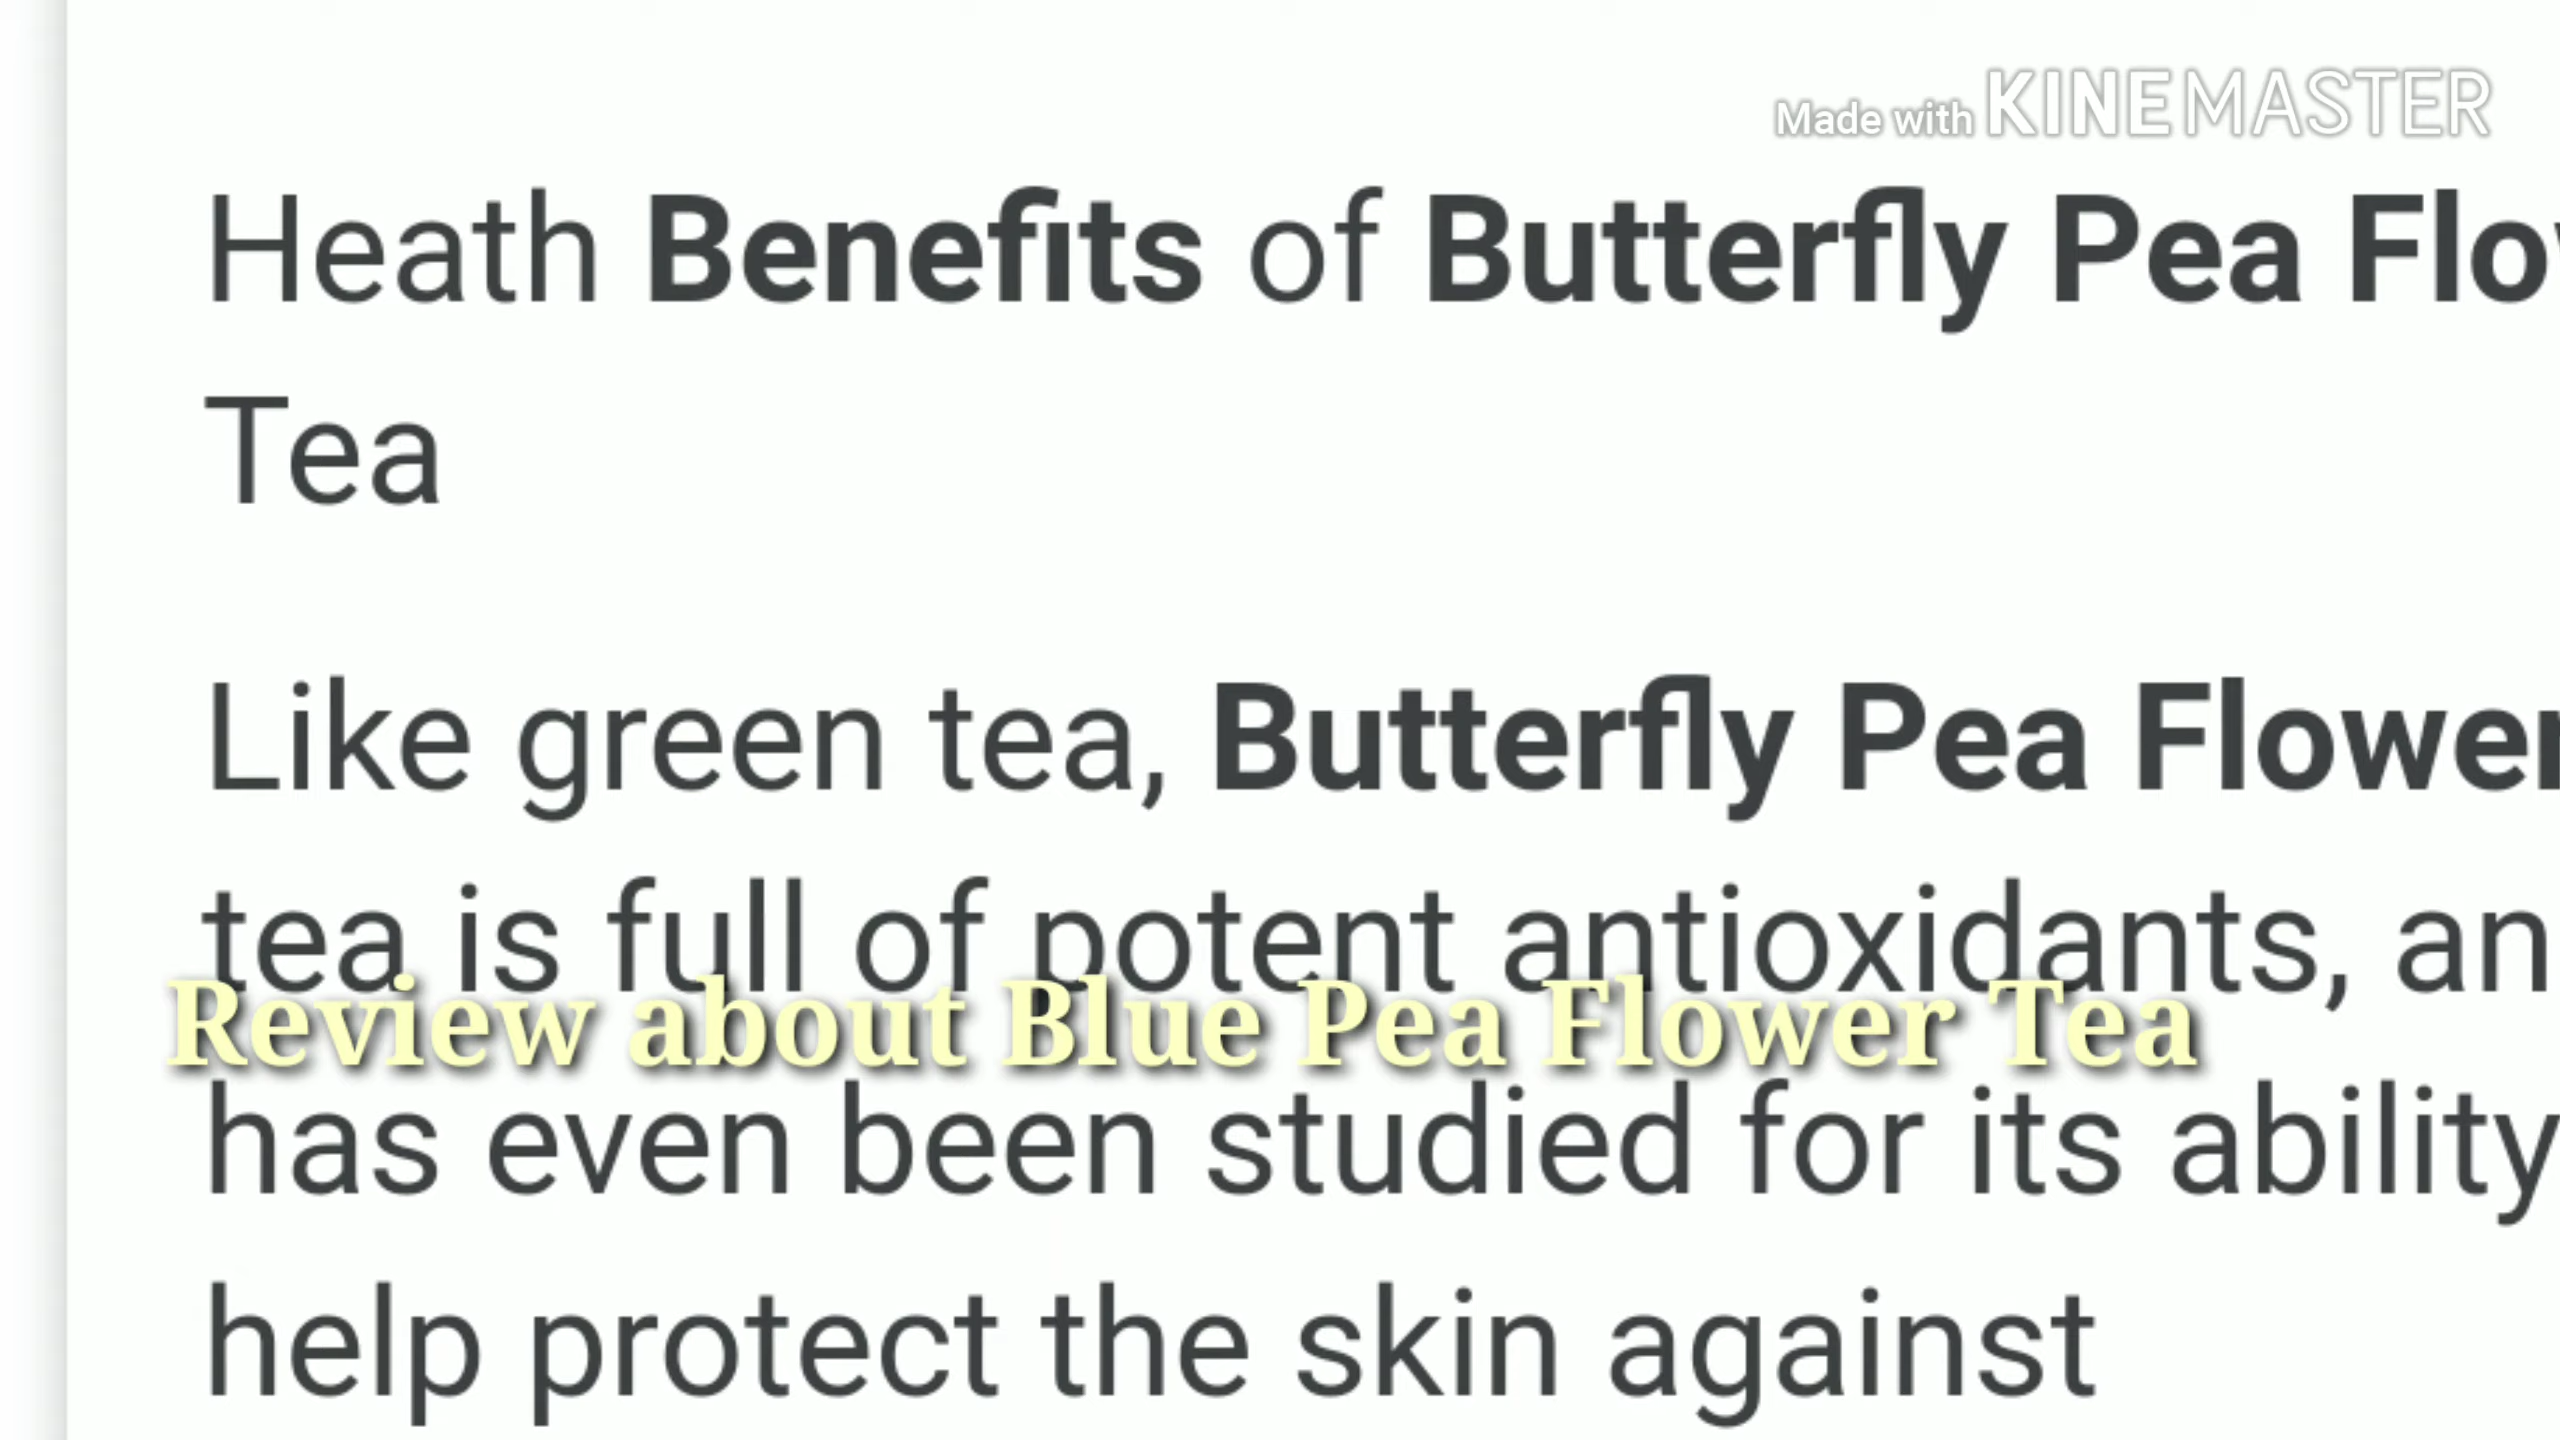 Made with KINEMASTER
Heath Benefits of Butterfly Pea Flo
Tea
Like green tea, Butterfly Pea Flower
tea is full of potent antioxidants, an
Review about Blue Pea Flower Tea
has even been studied for its ability
help protect the skin against